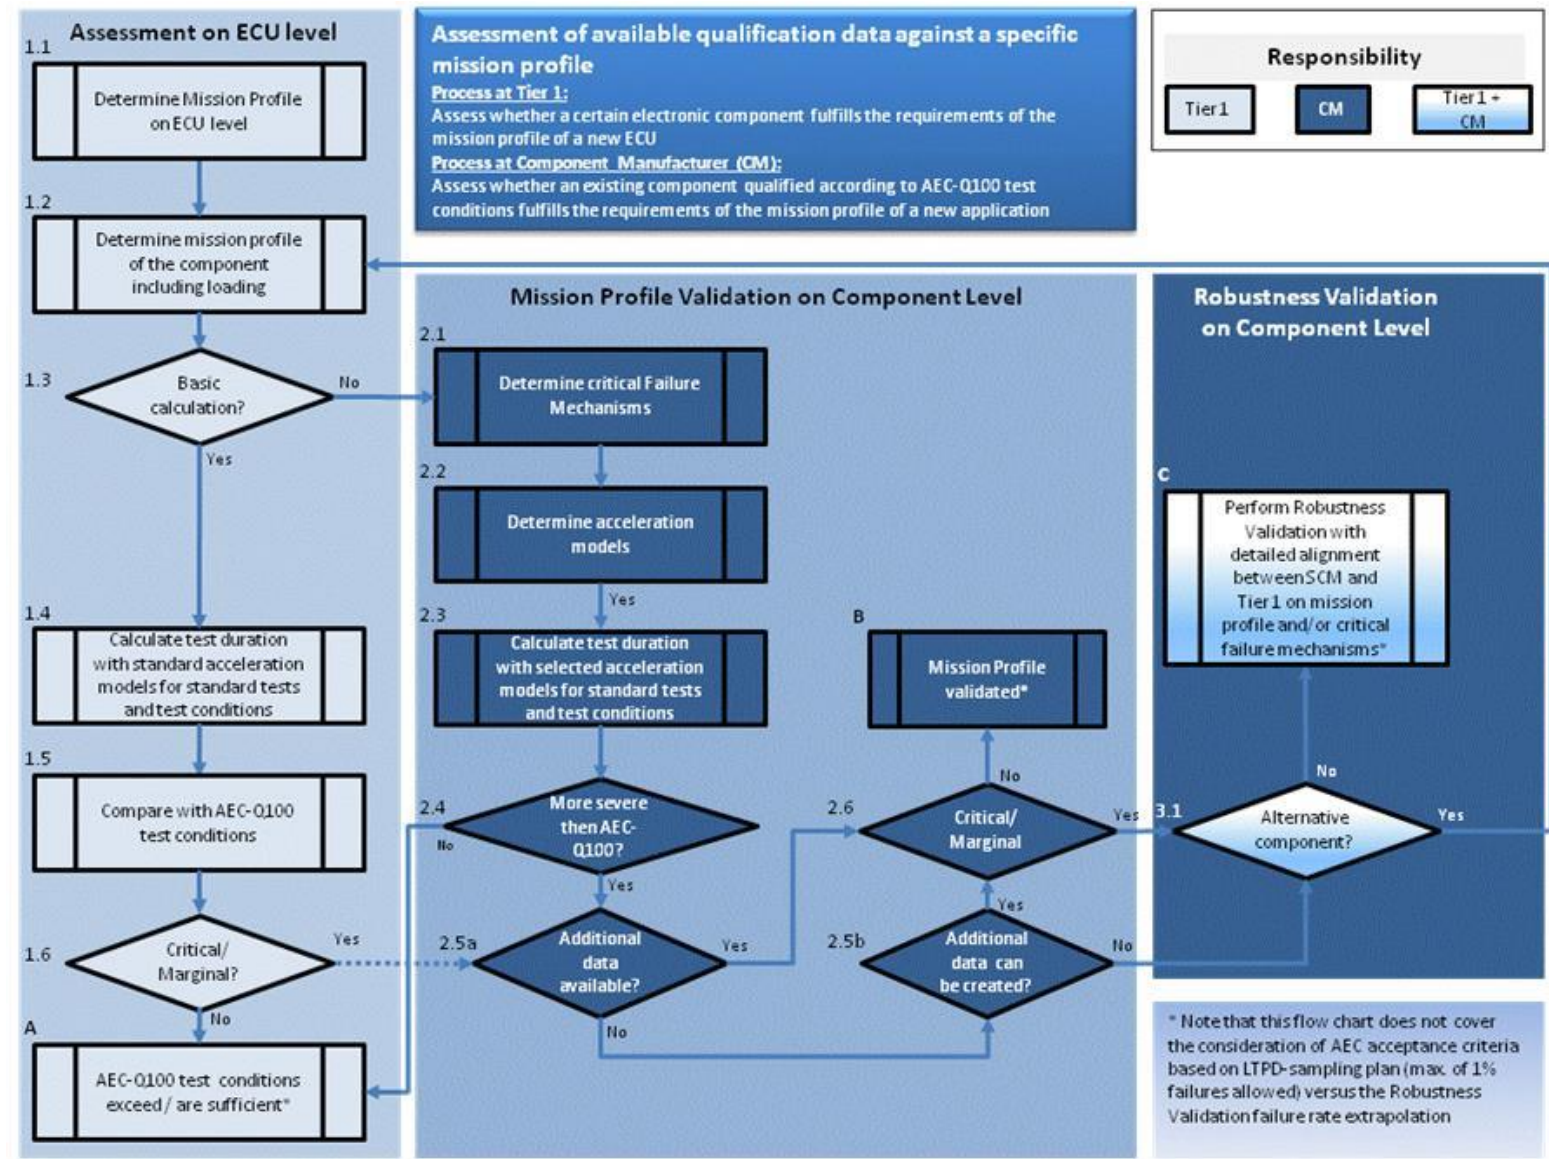 Assessment on ECU level
1.1
Determine Mission Profile
on ECU level
1.2
Determine mission profile
of the component
including loading
1.3
Basic
calculation?
No
Yes
1.4
Calculate test duration
with standard acceleration
models for standard tests
and test conditions
1.5
Compare with AEC-Q100
test conditions
1.6
Critical/
Marginal?
Yes
No
A
AEC-Q100 test conditions
exceed / are sufficient*
Assessment of available qualification data against a specific
mission profile
Process at Tier 1:
Assess whether a certain electronic component fulfills the requirements of the
mission profile of a new ECU
Process at Component Manufacturer (CM):
Assess whether an existing component qualified according to AEC-Q100 test
conditions fulfills the requirements of the mission profile of a new application
Responsibility
Tier1
CM
Tier1 +
CM
Mission Profile Validation on Component Level
2.1
Determine critical Failure
Mechanisms
2.2
Determine acceleration
models
Yes
2.3
Calculate test duration
with selected acceleration
models for standard tests
and test conditions
2.4
More severe
then AEC-
Q100?
No
Yes
2.5a
Additional
data
available?
Yes
No
B
Mission Profile
validated*
No
2.6
Critical/
Marginal
Yes
Yes
2.5b
Additional
data can
be created?
No
Robustness Validation
on Component Level
C
Perform Robustness
Validation with
detailed alignment
between SCM and
Tier1 on mission
profile and/or critical
failure mechanisms*
No
3.1
Alternative
component?
Yes
* Note that this flow chart does not cover
the consideration of AEC acceptance criteria
based on LTPD-sampling plan (max. of 1%
failures allowed) versus the Robustness
Validation failure rate extrapolation